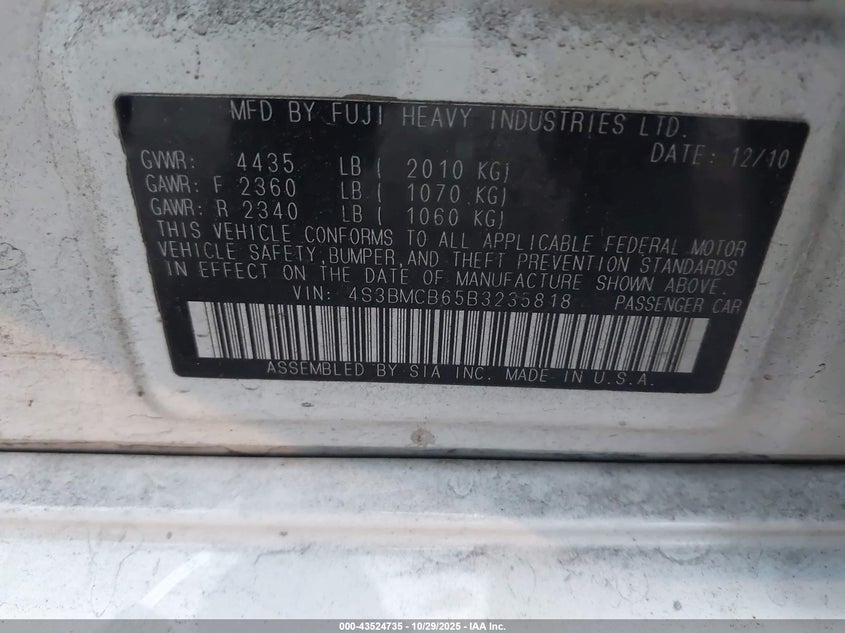 MFD BY FUJI HEAVY INDUSTRIES LTD.
DATE: 12/10
GVWR: 4435 LB ( 2010 KG)
GAWR: F 2360 LB ( 1070 KG)
GAWR: R 2340 LB ( 1060 KG)
THIS VEHICLE CONFORMS TO ALL APPLICABLE FEDERAL MOTOR
VEHICLE SAFETY, BUMPER, AND THEFT PREVENTION STANDARDS
IN EFFECT ON THE DATE OF MANUFACTURE SHOWN ABOVE.
VIN: 4S3BMCB65B3235818 PASSENGER CAR
ASSEMBLED BY SIA INC. MADE IN U.S.A.
000-43524735 - 10/29/2025 - IAA Inc.